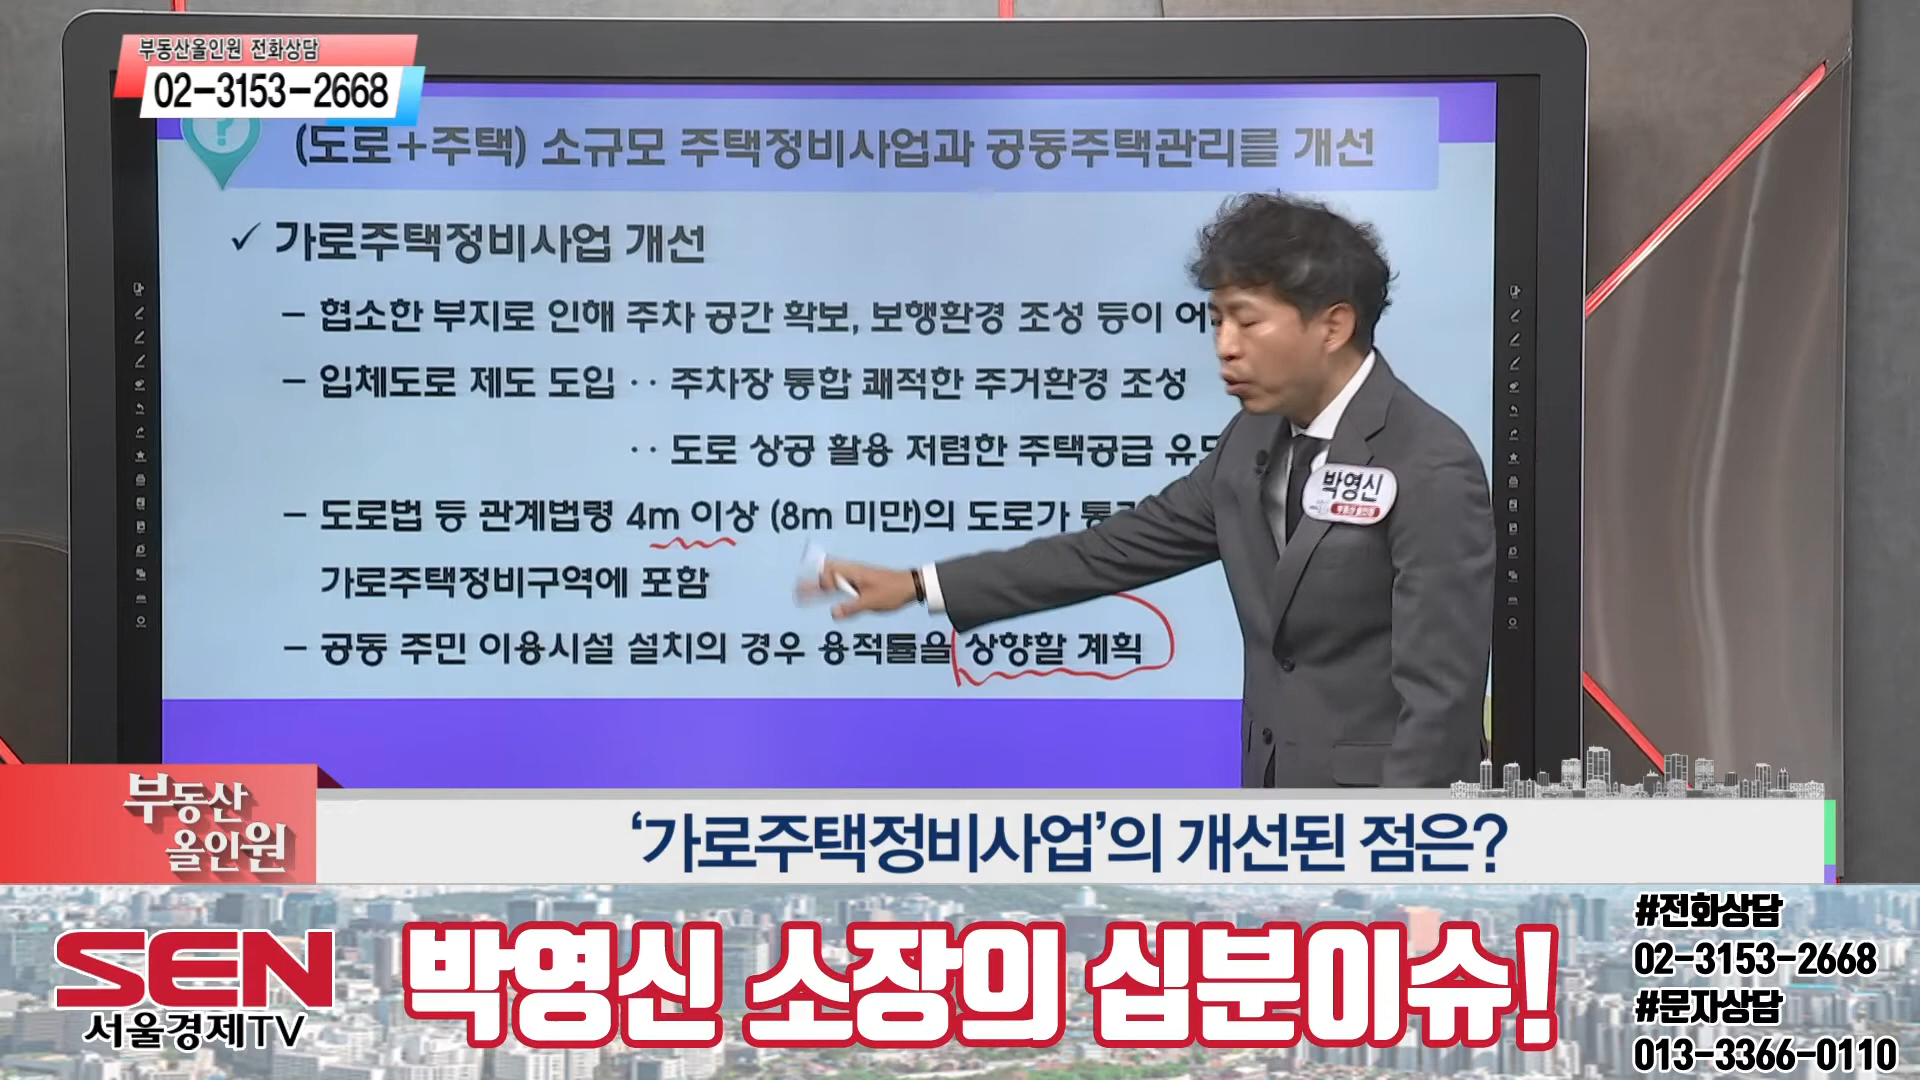 부동산올인원 전화상담
02-3153-2668
?
(도로+주택) 소규모 주택정비사업과 공동주택관리를 개선
✓ 가로주택정비사업 개선
- 협소한 부지로 인해 주차 공간 확보, 보행환경 조성 등이
- 입체도로 제도 도입 ·· 주차장 통합 쾌적한 주거환경 조성
·· 도로 상공 활용 저렴한 주택공급
- 도로법 등 관계법령 4m 이상 (8m 미만)의 도로가
가로주택정비구역에 포함
- 공동 주민 이용시설 설치의 경우 용적률을 상향할 계획
박영신
부동산 올인원
부동산
올인원
‘가로주택정비사업’의 개선된 점은?
SEN
서울경제TV
박영신 소장의 십분이슈!
#전화상담
02-3153-2668
#문자상담
013-3366-0110